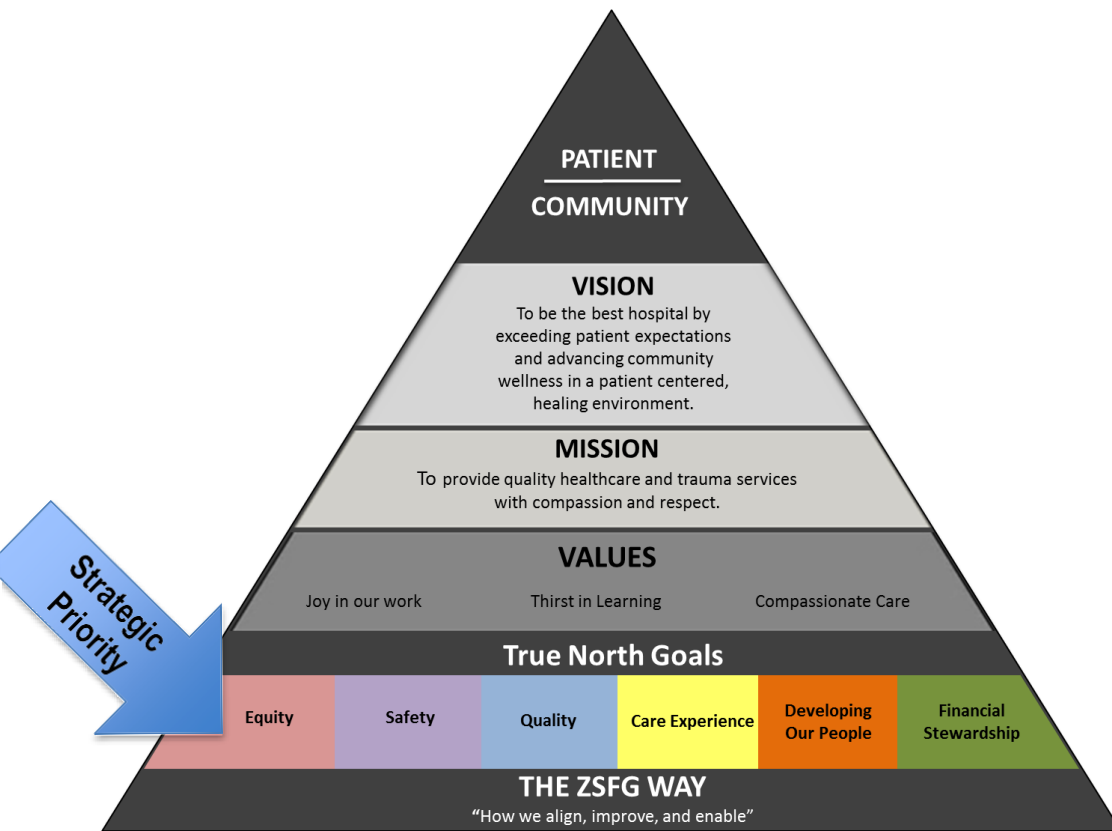 PATIENT
COMMUNITY
VISION
To be the best hospital by
exceeding patient expectations
and advancing community
wellness in a patient centered,
healing environment.
MISSION
To provide quality healthcare and trauma services
with compassion and respect.
VALUES
Joy in our work
Thirst in Learning
Compassionate Care
Strategic
Priority
True North Goals
Equity
Safety
Quality
Care Experience
Developing
Our People
Financial
Stewardship
THE ZSFG WAY
“How we align, improve, and enable”